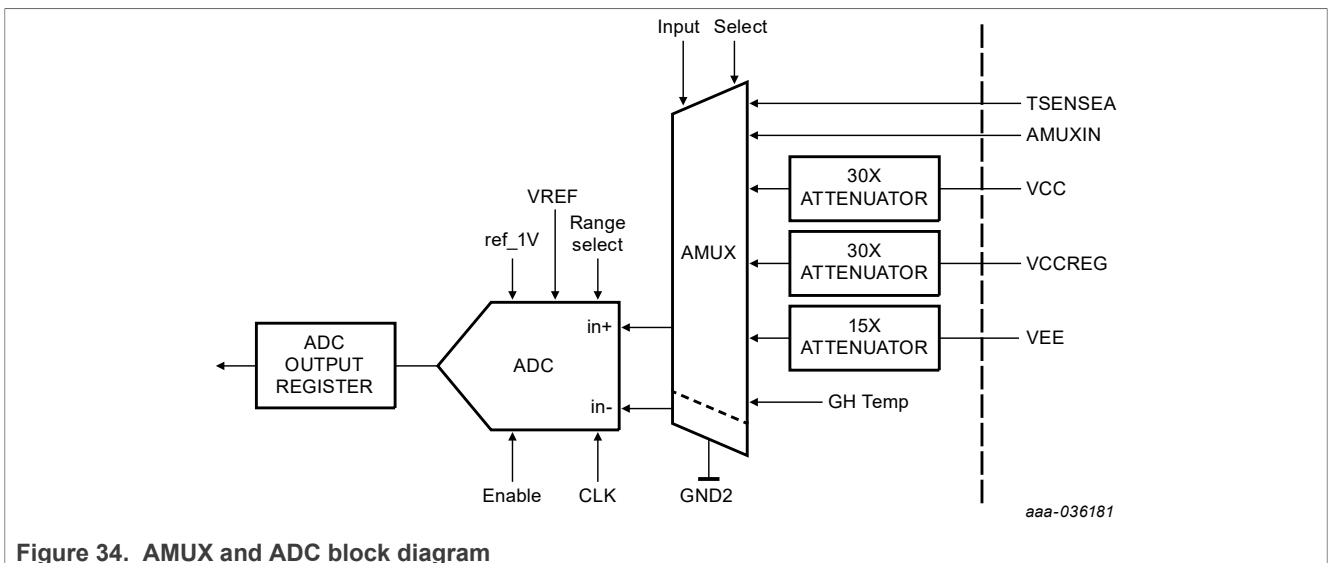 Input Select
TSENSEA
AMUXIN
30X
ATTENUATOR
VCC
VREF
Range
select
ref_1V
AMUX
30X
ATTENUATOR
VCCREG
in+
15X
ATTENUATOR
VEE
ADC
OUTPUT
REGISTER
ADC
in-
GH Temp
Enable
CLK
GND2
aaa-036181
Figure 34. AMUX and ADC block diagram